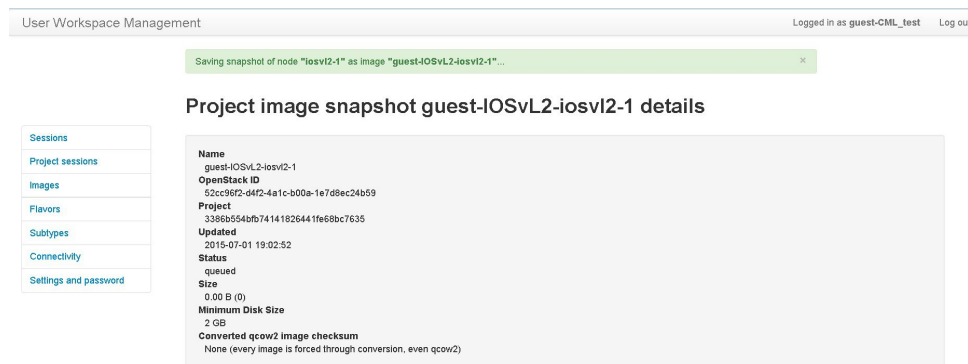 User Workspace Management
Logged in as guest-CML_test
Log ou
Saving snapshot of node "iosvl2-1" as image "guest-IOSvL2-iosvl2-1"...
×
Project image snapshot guest-IOSvL2-iosvl2-1 details
Sessions
Project sessions
Images
Flavors
Subtypes
Connectivity
Settings and password
Name
guest-IOSvL2-iosvl2-1
OpenStack ID
52cc96f2-d4f2-4a1c-b00a-1e7d8ec24b59
Project
3386b554bfb74141826441fe68bc7635
Updated
2015-07-01 19:02:52
Status
queued
Size
0.00 B (0)
Minimum Disk Size
2 GB
Converted qcow2 image checksum
None (every image is forced through conversion, even qcow2)